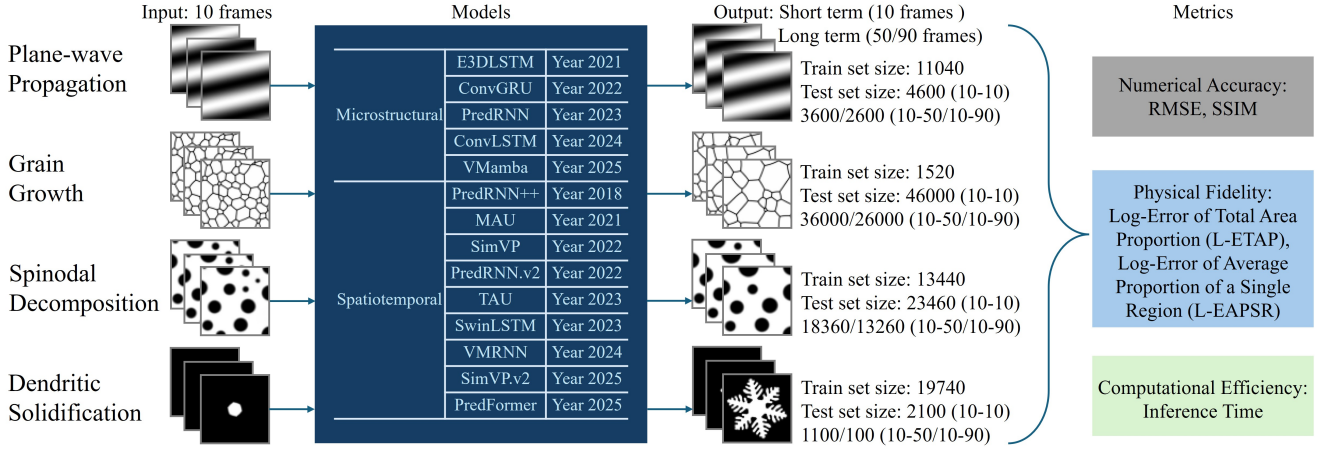 Input: 10 frames
Models
Output: Short term (10 frames )
Long term (50/90 frames)
Metrics
Plane-wave
Propagation
Grain
Growth
Spinodal
Decomposition
Dendritic
Solidification
Microstructural
E3DLSTM Year 2021
ConvGRU Year 2022
PredRNN Year 2023
ConvLSTM Year 2024
VMamba Year 2025
Spatiotemporal
PredRNN++ Year 2018
MAU Year 2021
SimVP Year 2022
PredRNN.v2 Year 2022
TAU Year 2023
SwinLSTM Year 2023
VMRNN Year 2024
SimVP.v2 Year 2025
PredFormer Year 2025
Train set size: 11040
Test set size: 4600 (10-10)
3600/2600 (10-50/10-90)
Train set size: 1520
Test set size: 46000 (10-10)
36000/26000 (10-50/10-90)
Train set size: 13440
Test set size: 23460 (10-10)
18360/13260 (10-50/10-90)
Train set size: 19740
Test set size: 2100 (10-10)
1100/100 (10-50/10-90)
Numerical Accuracy:
RMSE, SSIM
Physical Fidelity:
Log-Error of Total Area
Proportion (L-ETAP),
Log-Error of Average
Proportion of a Single
Region (L-EAPSR)
Computational Efficiency:
Inference Time